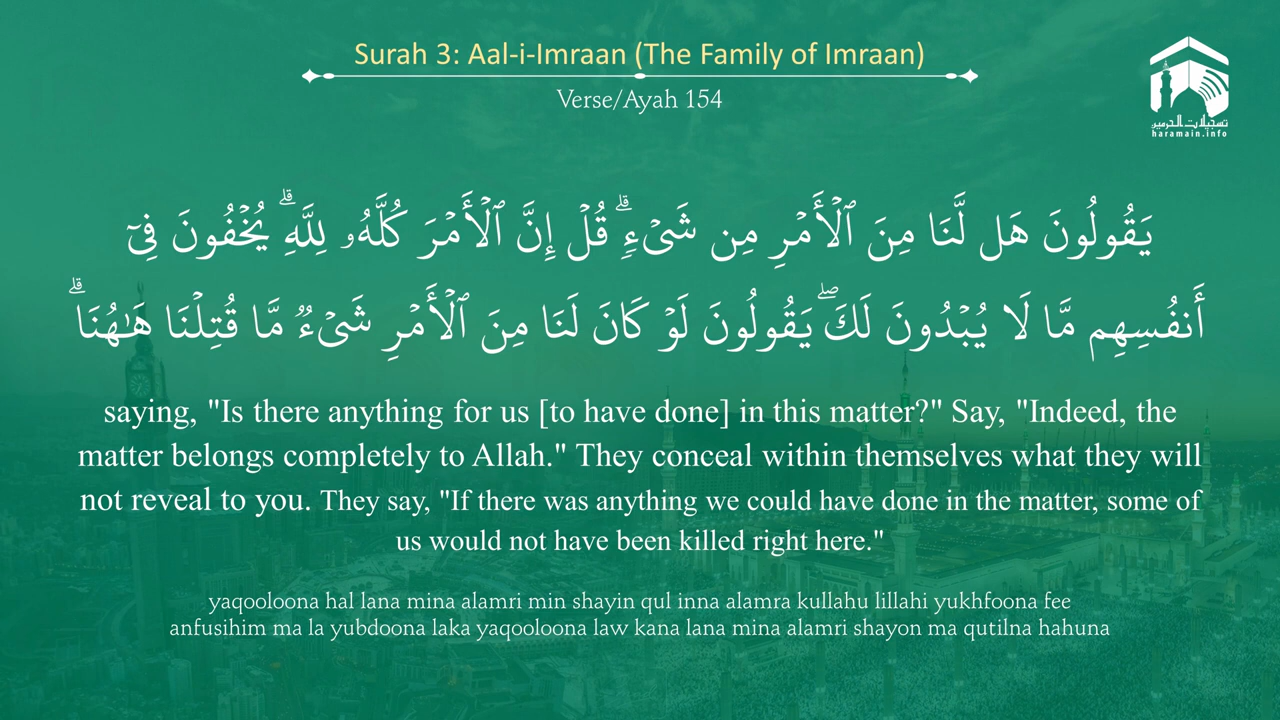 Surah 3: Aal-i-Imraan (The Family of Imraan)
Verse/Ayah 154
تسجيلات الحرمين
haramain.info
يَقُولُونَ هَل لَّنَا مِنَ ٱلْأَمْرِ مِن شَىْءٍۢ ۗ قُلْ إِنَّ ٱلْأَمْرَ كُلَّهُۥ لِلَّهِ ۗ يُخْفُونَ فِىٓ
أَنفُسِهِم مَّا لَا يُبْدُونَ لَكَ ۖ يَقُولُونَ لَوْ كَانَ لَنَا مِنَ ٱلْأَمْرِ شَىْءٌۭ مَّا قُتِلْنَا هَـٰهُنَا ۗ
saying, "Is there anything for us [to have done] in this matter?" Say, "Indeed, the
matter belongs completely to Allah." They conceal within themselves what they will
not reveal to you. They say, "If there was anything we could have done in the matter, some of
us would not have been killed right here."
yaqooloona hal lana mina alamri min shayin qul inna alamra kullahu lillahi yukhfoona fee
anfusihim ma la yubdoona laka yaqooloona law kana lana mina alamri shayon ma qutilna hahuna